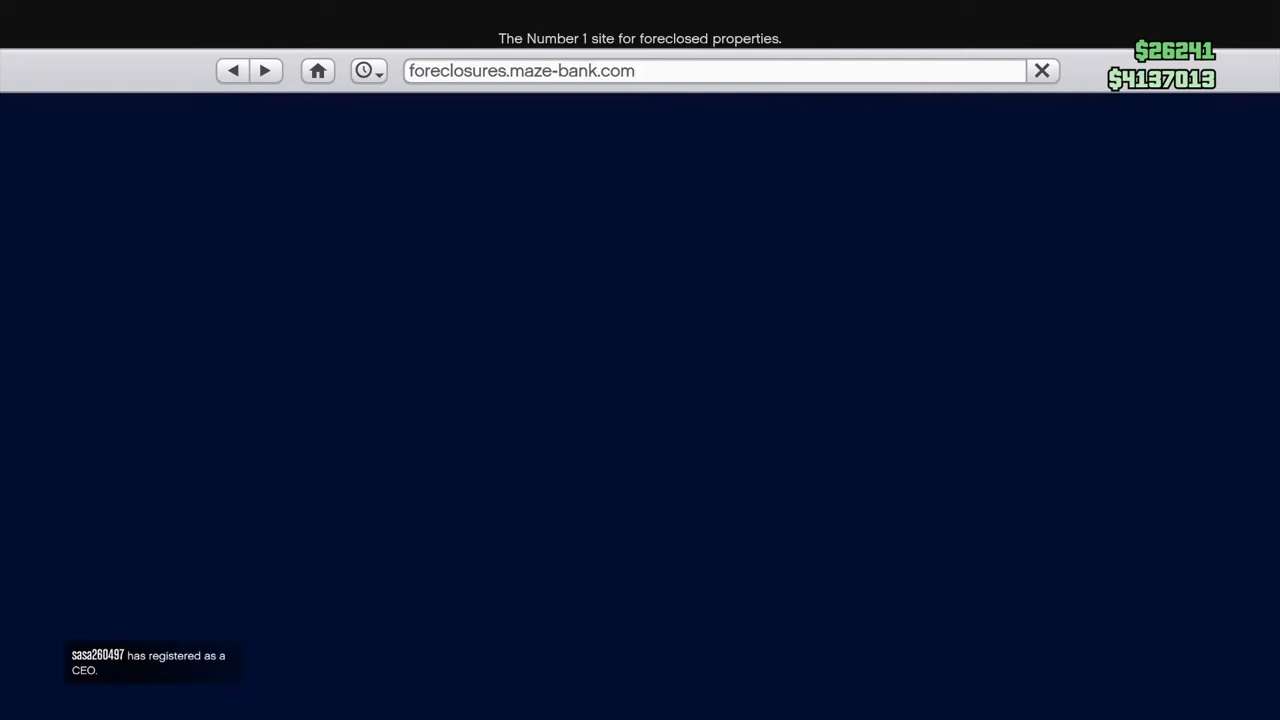 The Number 1 site for foreclosed properties.
foreclosures.maze-bank.com
$26241
$4137013
sasa260497 has registered as a
CEO.